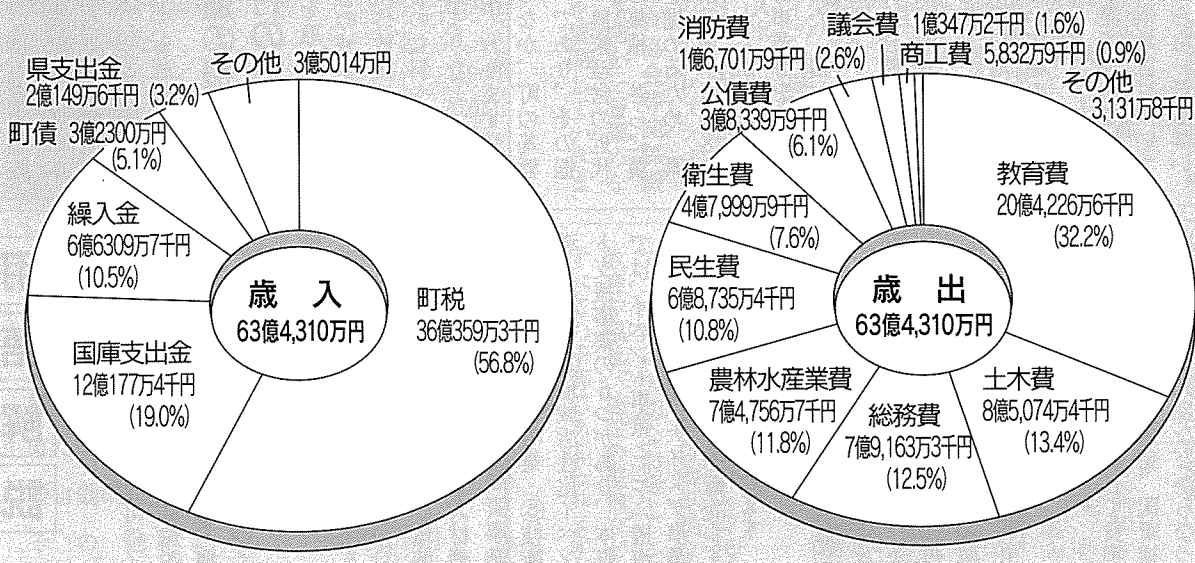 県支出金
2億149万6千円 (3.2%)
その他 3億5014万円
町債 3億2300万円
(5.1%)
繰入金
6億6309万7千円
(10.5%)
国庫支出金
12億177万4千円
(19.0%)
歳入
63億4,310万円
町税
36億359万3千円
(56.8%)
消防費
1億6,701万9千円 (2.6%)
議会費 1億347万2千円 (1.6%)
商工費 5,832万9千円 (0.9%)
その他
3,131万8千円
公債費
3億8,339万9千円
(6.1%)
衛生費
4億7,999万9千円
(7.6%)
民生費
6億8,735万4千円
(10.8%)
農林水産業費
7億4,756万7千円
(11.8%)
総務費
7億9,163万3千円
(12.5%)
土木費
8億5,074万4千円
(13.4%)
教育費
20億4,226万6千円
(32.2%)
歳出
63億4,310万円